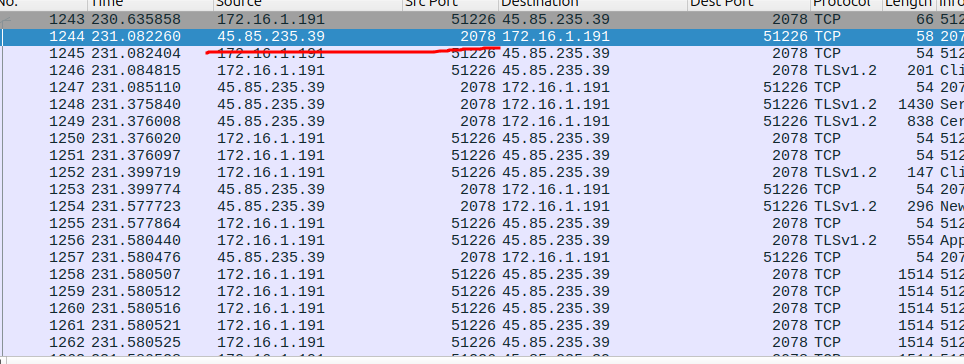 No. Time Source Src Port Destination Dest Port Protocol Length Info
1243 230.635858 172.16.1.191 51226 45.85.235.39 2078 TCP 66 512
1244 231.082260 45.85.235.39 2078 172.16.1.191 51226 TCP 58 207
1245 231.082404 172.16.1.191 51226 45.85.235.39 2078 TCP 54 512
1246 231.084815 172.16.1.191 51226 45.85.235.39 2078 TLSv1.2 201 Cli
1247 231.085110 45.85.235.39 2078 172.16.1.191 51226 TCP 54 207
1248 231.375840 45.85.235.39 2078 172.16.1.191 51226 TLSv1.2 1430 Ser
1249 231.376008 45.85.235.39 2078 172.16.1.191 51226 TLSv1.2 838 Cer
1250 231.376020 172.16.1.191 51226 45.85.235.39 2078 TCP 54 512
1251 231.376097 172.16.1.191 51226 45.85.235.39 2078 TCP 54 512
1252 231.399719 172.16.1.191 51226 45.85.235.39 2078 TLSv1.2 147 Cli
1253 231.399774 45.85.235.39 2078 172.16.1.191 51226 TCP 54 207
1254 231.577723 45.85.235.39 2078 172.16.1.191 51226 TLSv1.2 296 New
1255 231.577864 172.16.1.191 51226 45.85.235.39 2078 TCP 54 512
1256 231.580440 172.16.1.191 51226 45.85.235.39 2078 TLSv1.2 554 App
1257 231.580476 45.85.235.39 2078 172.16.1.191 51226 TCP 54 207
1258 231.580507 172.16.1.191 51226 45.85.235.39 2078 TCP 1514 512
1259 231.580512 172.16.1.191 51226 45.85.235.39 2078 TCP 1514 512
1260 231.580516 172.16.1.191 51226 45.85.235.39 2078 TCP 1514 512
1261 231.580521 172.16.1.191 51226 45.85.235.39 2078 TCP 1514 512
1262 231.580525 172.16.1.191 51226 45.85.235.39 2078 TCP 1514 512